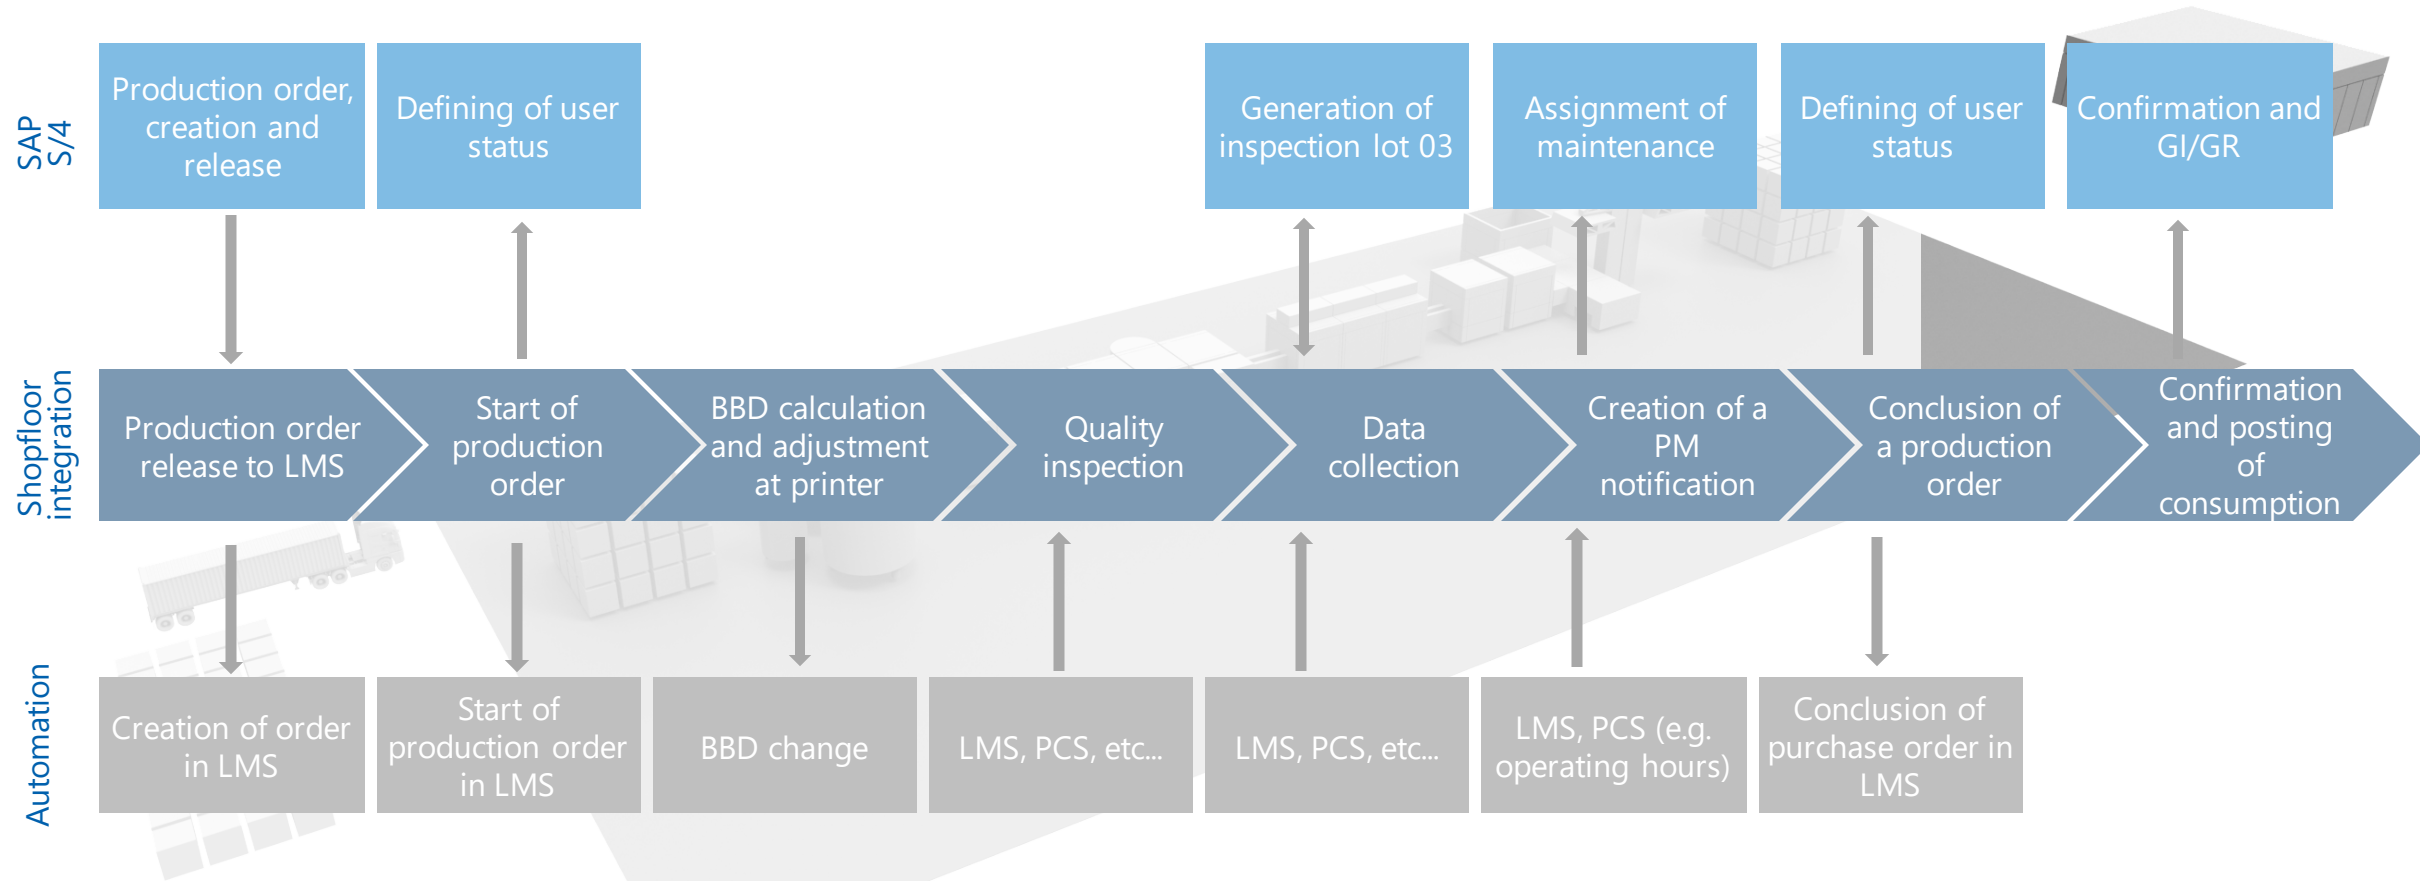 SAP
S/4
Production order,
creation and
release
Defining of user
status
Generation of
inspection lot 03
Assignment of
maintenance
Defining of user
status
Confirmation and
GI/GR
Shopfloor
integration
Production order
release to LMS
Start of
production
order
BBD calculation
and adjustment
at printer
Quality
inspection
Data
collection
Creation of a
PM
notification
Conclusion of
a production
order
Confirmation
and posting
of
consumption
Automation
Creation of order
in LMS
Start of
production order
in LMS
BBD change
LMS, PCS, etc...
LMS, PCS, etc...
LMS, PCS (e.g.
operating hours)
Conclusion of
purchase order in
LMS